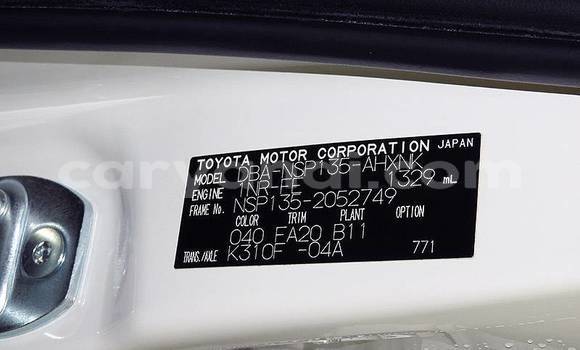 TOYOTA MOTOR CORPORATION JAPAN
MODEL DBA-NSP135-AHXNK
ENGINE 1NR-FE 1329 mL
FRAME No. NSP135-2052749
COLOR TRIM PLANT OPTION
040 FA20 B11
TRANS./AXLE K310F -04A 771